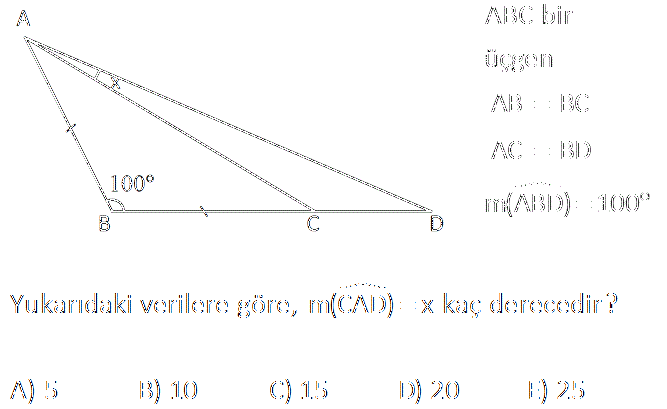 A
ABC bir
üçgen
AB = BC
AC = BD
m(ABD) = 100°
x
100°
B
C
D
Yukarıdaki verilere göre, m(CAD) = x kaç derecedir?
A) 5 B) 10 C) 15 D) 20 E) 25